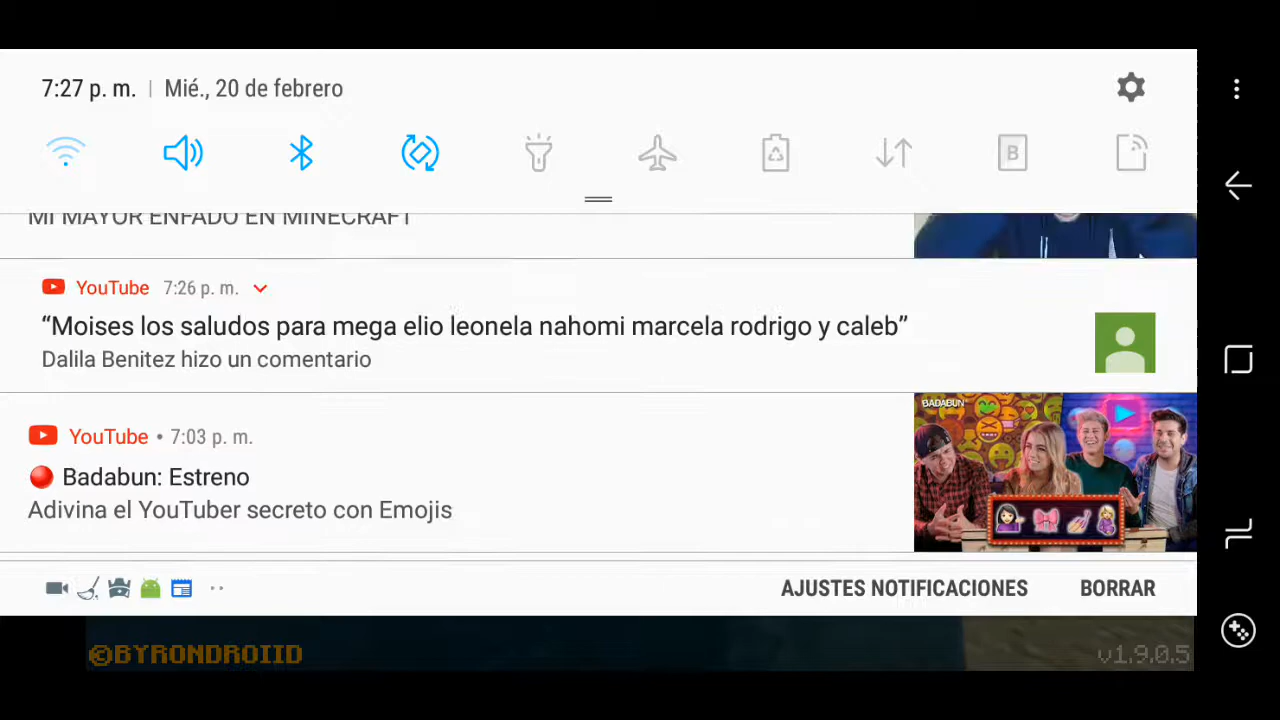 7:27 p. m. | Mié., 20 de febrero
B
MI MAYOR ENFADO EN MINECRAFT
YouTube 7:26 p. m.
“Moises los saludos para mega elio leonela nahomi marcela rodrigo y caleb”
Dalila Benitez hizo un comentario
BADABUN
YouTube • 7:03 p. m.
Badabun: Estreno
Adivina el YouTuber secreto con Emojis
AJUSTES NOTIFICACIONES BORRAR
©BYRONDROIID
v1.9.0.5